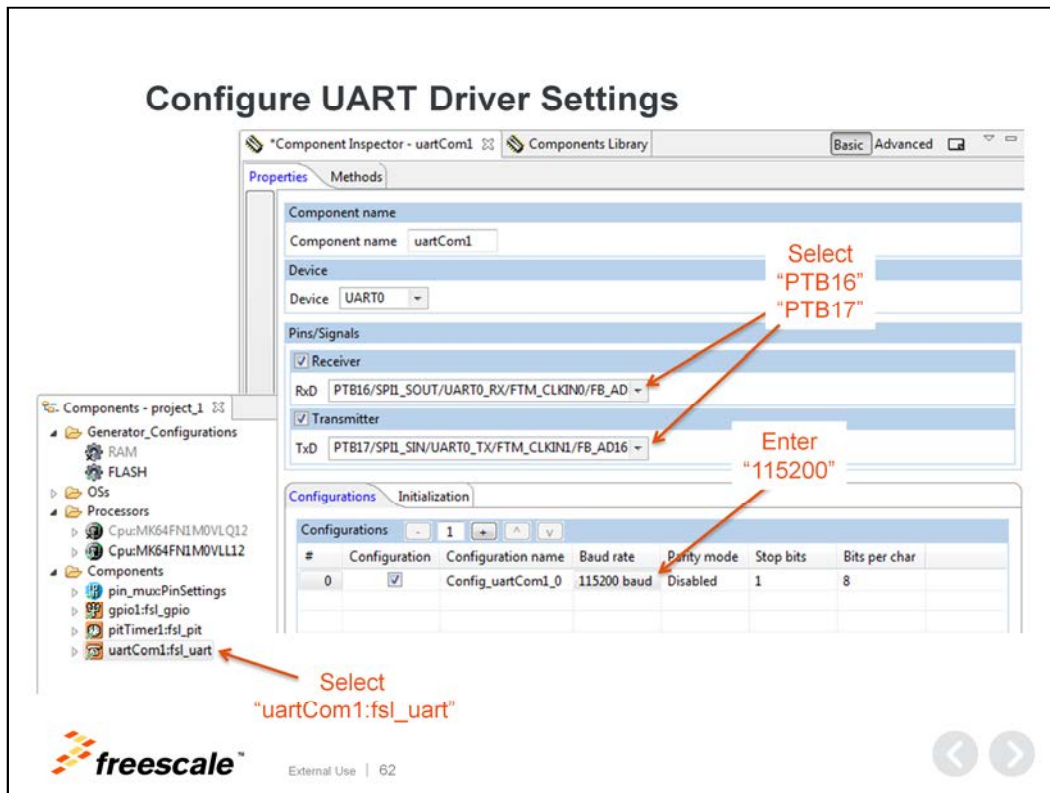 Configure UART Driver Settings
*Component Inspector - uartCom1
Components Library
Basic Advanced
Properties Methods
Component name
Component name uartCom1
Device
Device UART0
Select
“PTB16”
“PTB17”
Pins/Signals
Receiver
RxD PTB16/SPI1_SOUT/UART0_RX/FTM_CLKIN0/FB_AD
Transmitter
TxD PTB17/SPI1_SIN/UART0_TX/FTM_CLKIN1/FB_AD16
Enter
“115200”
Configurations Initialization
Configurations - 1 + ^ v
# Configuration Configuration name Baud rate Parity mode Stop bits Bits per char
0 Config_uartCom1_0 115200 baud Disabled 1 8
Components - project_1
Generator_Configurations
RAM
FLASH
OSs
Processors
Cpu:MK64FN1M0VLQ12
Cpu:MK64FN1M0VLL12
Components
pin_mux:PinSettings
gpio1:fsl_gpio
pitTimer1:fsl_pit
uartCom1:fsl_uart
Select
“uartCom1:fsl_uart”
freescale™
External Use | 62